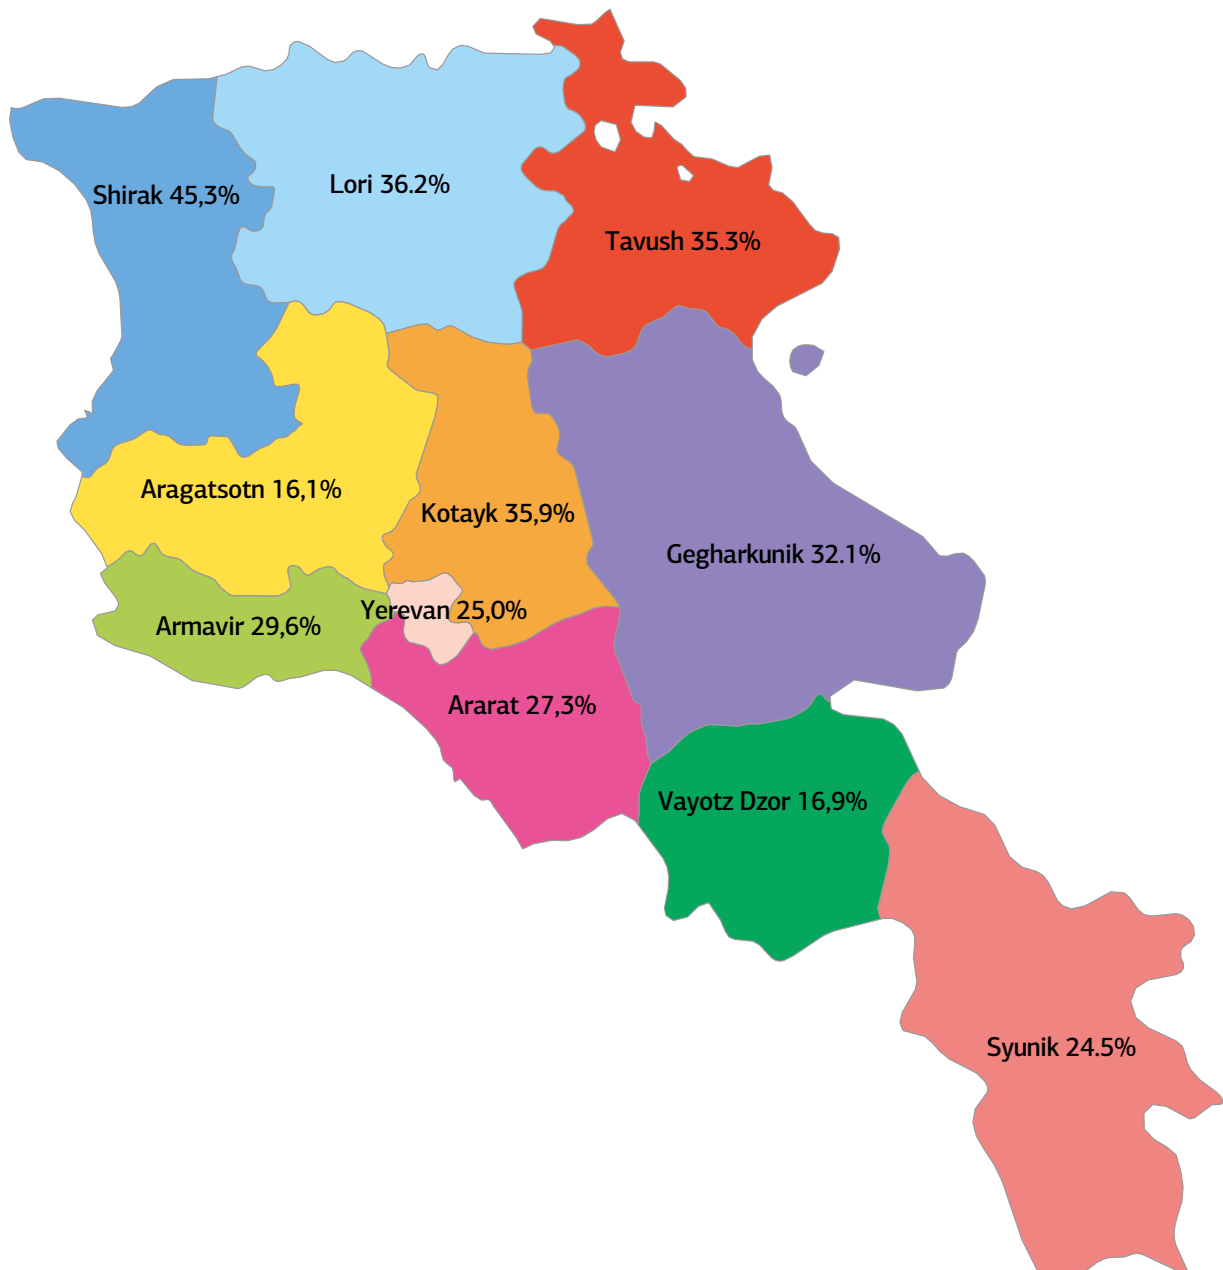 Shirak 45,3%
Lori 36.2%
Tavush 35.3%
Aragatsotn 16,1%
Kotayk 35,9%
Gegharkunik 32.1%
Yerevan 25,0%
Armavir 29,6%
Ararat 27,3%
Vayotz Dzor 16,9%
Syunik 24.5%